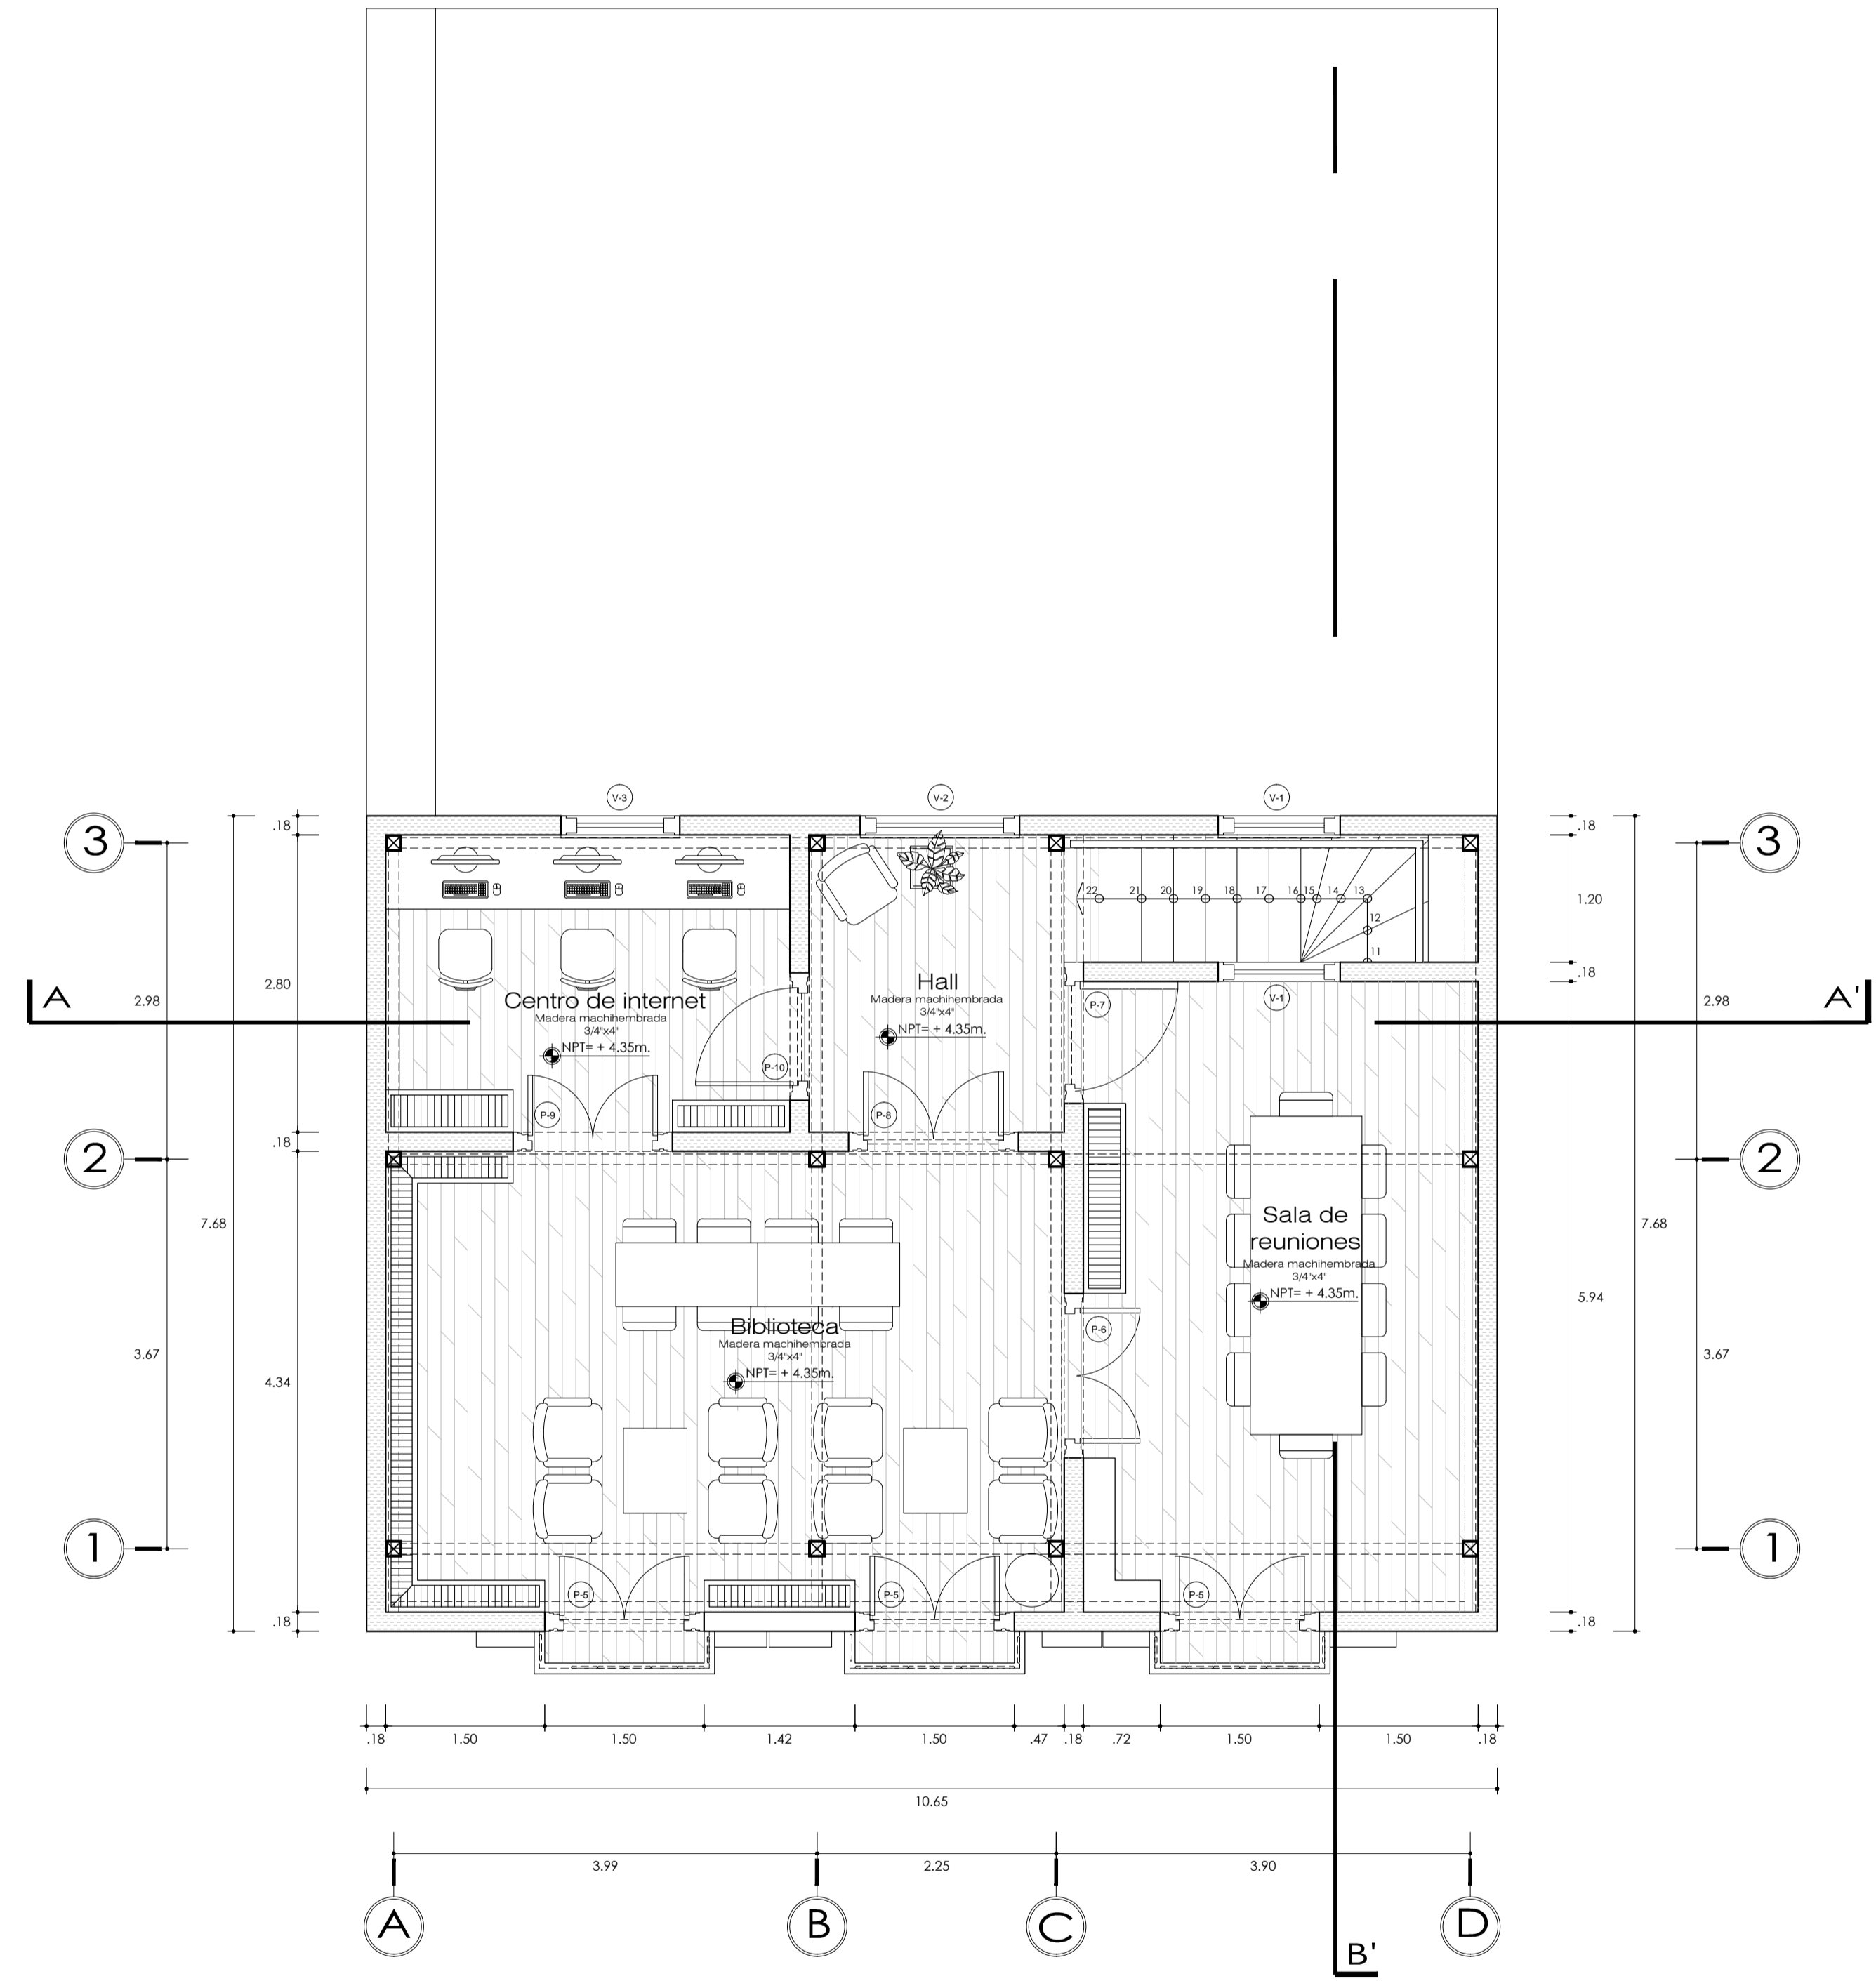 V-3
V-2
V-1
3
.18
.18
3
22 21 20 19 18 17 16 15 14 13
12
11
1.20
.18
A
2.98
2.80
Centro de internet
Madera machihembrada
3/4"x4"
NPT= + 4.35m.
P-10
Hall
Madera machihembrada
3/4"x4"
NPT= + 4.35m.
P-7
V-1
2.98
A'
P-9
P-8
2
.18
2
7.68
Sala de
reuniones
Madera machihembrada
3/4"x4"
NPT= + 4.35m.
7.68
5.94
3.67
4.34
Biblioteca
Madera machihembrada
3/4"x4"
NPT= + 4.35m.
P-6
3.67
1
1
P-5
P-5
P-5
.18
.18
.18 1.50 1.50 1.42 1.50 .47 .18 .72 1.50 1.50 .18
10.65
3.99 2.25 3.90
A B C D
B'